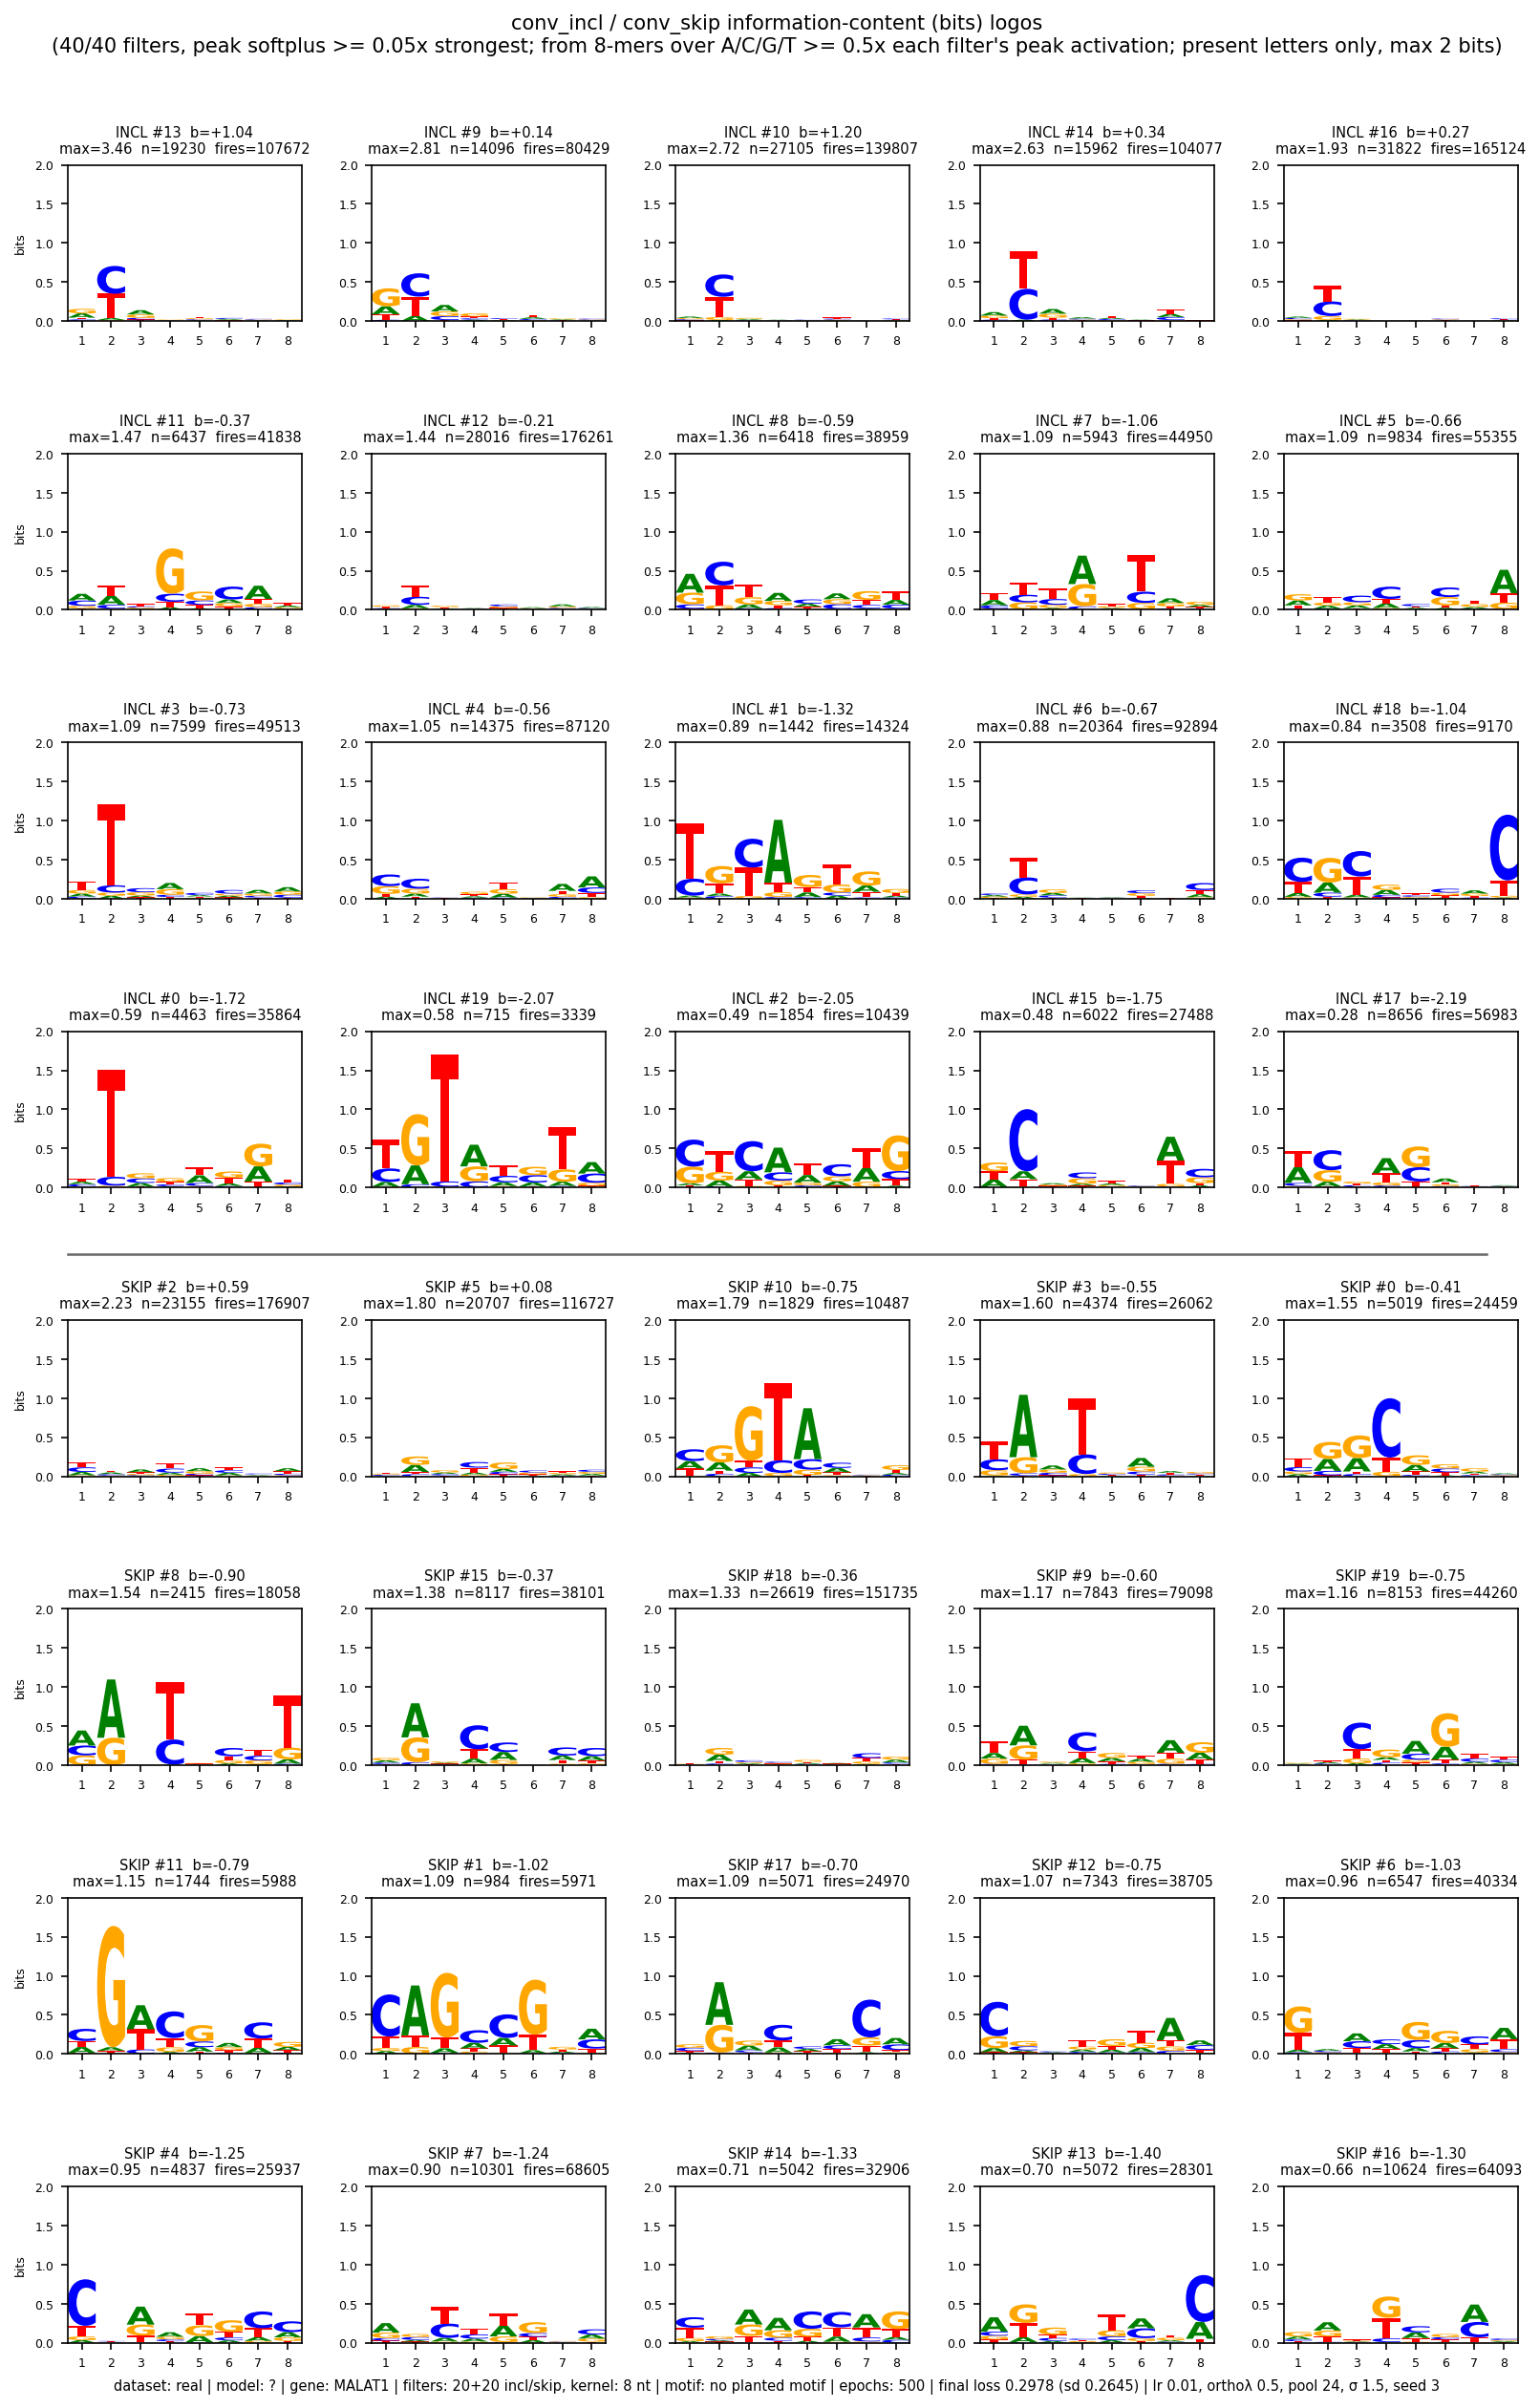 conv_incl / conv_skip information-content (bits) logos
(40/40 filters, peak softplus >= 0.05x strongest; from 8-mers over A/C/G/T >= 0.5x each filter's peak activation; present letters only, max 2 bits)
INCL #13 b=+1.04
max=3.46 n=19230 fires=107672
INCL #9 b=+0.14
max=2.81 n=14096 fires=80429
INCL #10 b=+1.20
max=2.72 n=27105 fires=139807
INCL #14 b=+0.34
max=2.63 n=15962 fires=104077
INCL #16 b=+0.27
max=1.93 n=31822 fires=165124
INCL #11 b=-0.37
max=1.47 n=6437 fires=41838
INCL #12 b=-0.21
max=1.44 n=28016 fires=176261
INCL #8 b=-0.59
max=1.36 n=6418 fires=38959
INCL #7 b=-1.06
max=1.09 n=5943 fires=44950
INCL #5 b=-0.66
max=1.09 n=9834 fires=55355
INCL #3 b=-0.73
max=1.09 n=7599 fires=49513
INCL #4 b=-0.56
max=1.05 n=14375 fires=87120
INCL #1 b=-1.32
max=0.89 n=1442 fires=14324
INCL #6 b=-0.67
max=0.88 n=20364 fires=92894
INCL #18 b=-1.04
max=0.84 n=3508 fires=9170
INCL #0 b=-1.72
max=0.59 n=4463 fires=35864
INCL #19 b=-2.07
max=0.58 n=715 fires=3339
INCL #2 b=-2.05
max=0.49 n=1854 fires=10439
INCL #15 b=-1.75
max=0.48 n=6022 fires=27488
INCL #17 b=-2.19
max=0.28 n=8656 fires=56983
SKIP #2 b=+0.59
max=2.23 n=23155 fires=176907
SKIP #5 b=+0.08
max=1.80 n=20707 fires=116727
SKIP #10 b=-0.75
max=1.79 n=1829 fires=10487
SKIP #3 b=-0.55
max=1.60 n=4374 fires=26062
SKIP #0 b=-0.41
max=1.55 n=5019 fires=24459
SKIP #8 b=-0.90
max=1.54 n=2415 fires=18058
SKIP #15 b=-0.37
max=1.38 n=8117 fires=38101
SKIP #18 b=-0.36
max=1.33 n=26619 fires=151735
SKIP #9 b=-0.60
max=1.17 n=7843 fires=79098
SKIP #19 b=-0.75
max=1.16 n=8153 fires=44260
SKIP #11 b=-0.79
max=1.15 n=1744 fires=5988
SKIP #1 b=-1.02
max=1.09 n=984 fires=5971
SKIP #17 b=-0.70
max=1.09 n=5071 fires=24970
SKIP #12 b=-0.75
max=1.07 n=7343 fires=38705
SKIP #6 b=-1.03
max=0.96 n=6547 fires=40334
SKIP #4 b=-1.25
max=0.95 n=4837 fires=25937
SKIP #7 b=-1.24
max=0.90 n=10301 fires=68605
SKIP #14 b=-1.33
max=0.71 n=5042 fires=32906
SKIP #13 b=-1.40
max=0.70 n=5072 fires=28301
SKIP #16 b=-1.30
max=0.66 n=10624 fires=64093
dataset: real | model: ? | gene: MALAT1 | filters: 20+20 incl/skip, kernel: 8 nt | motif: no planted motif | epochs: 500 | final loss 0.2978 (sd 0.2645) | lr 0.01, orthoλ 0.5, pool 24, σ 1.5, seed 3